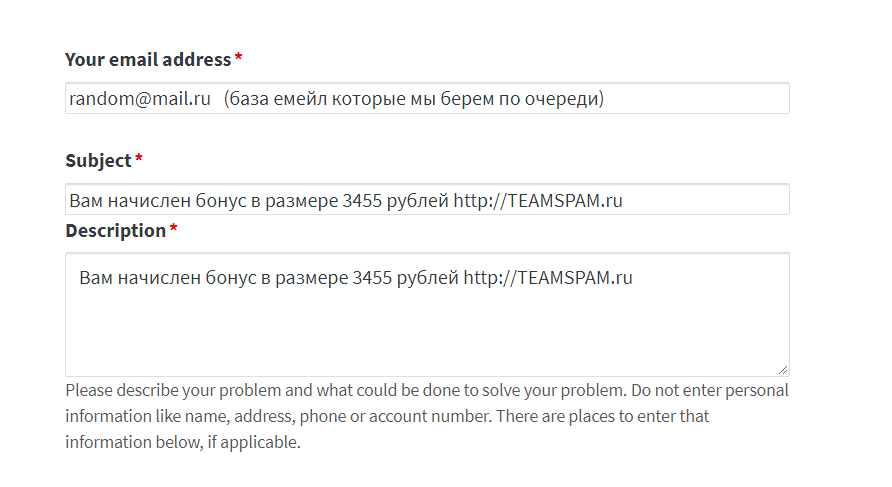 Your email address *
random@mail.ru (база емейл которые мы берем по очереди)
Subject *
Вам начислен бонус в размере 3455 рублей http://TEAMSPAM.ru
Description *
Вам начислен бонус в размере 3455 рублей http://TEAMSPAM.ru
Please describe your problem and what could be done to solve your problem. Do not enter personal
information like name, address, phone or account number. There are places to enter that
information below, if applicable.